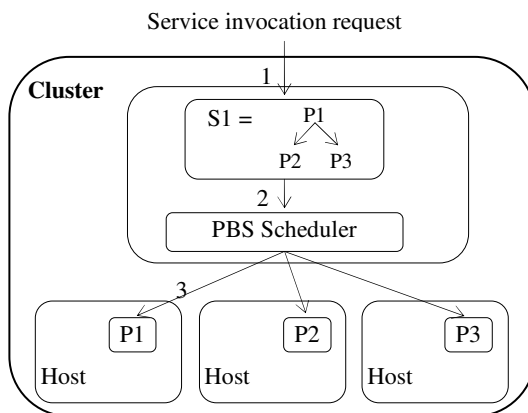 Service invocation request
1
Cluster
S1 = P1
P2 P3
2
PBS Scheduler
3
P1 P2 P3
Host Host Host